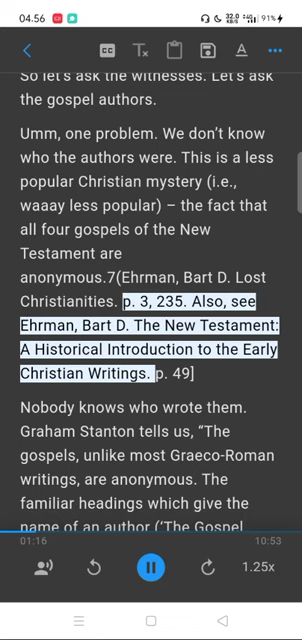 04.56
32.0
KB/S
4G
91%
CC
A
So let's ask the witnesses. Let's ask
the gospel authors.
Umm, one problem. We don't know
who the authors were. This is a less
popular Christian mystery (i.e.,
waaay less popular) – the fact that
all four gospels of the New
Testament are
anonymous.7(Ehrman, Bart D. Lost
Christianities. p. 3, 235. Also, see
Ehrman, Bart D. The New Testament:
A Historical Introduction to the Early
Christian Writings. p. 49]
Nobody knows who wrote them.
Graham Stanton tells us, “The
gospels, unlike most Graeco-Roman
writings, are anonymous. The
familiar headings which give the
name of an author (‘The Gospel
01:16
10:53
1.25x